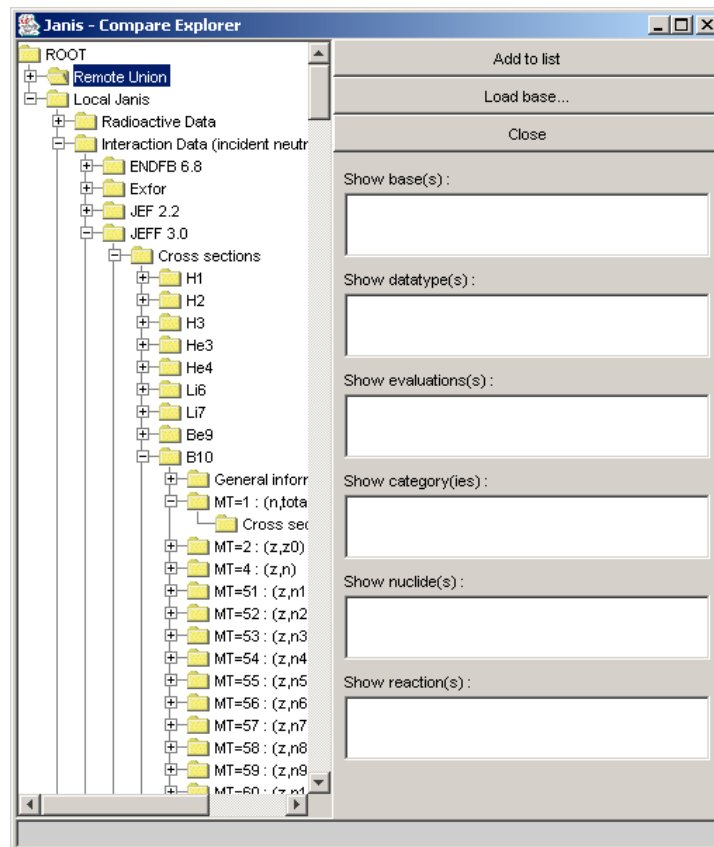 Janis - Compare Explorer
ROOT
Remote Union
Local Janis
Radioactive Data
Interaction Data (incident neutr
ENDFB 6.8
Exfor
JEF 2.2
JEFF 3.0
Cross sections
H1
H2
H3
He3
He4
Li6
Li7
Be9
B10
General inforr
MT=1 : (n,tota
Cross sec
MT=2 : (z,z0)
MT=4 : (z,n)
MT=51 : (z,n1
MT=52 : (z,n2
MT=53 : (z,n3
MT=54 : (z,n4
MT=55 : (z,n5
MT=56 : (z,n6
MT=57 : (z,n7
MT=58 : (z,n8
MT=59 : (z,n9
MT=60 : (z,n1
Add to list
Load base...
Close
Show base(s) :
Show datatype(s) :
Show evaluations(s) :
Show category(ies) :
Show nuclide(s) :
Show reaction(s) :